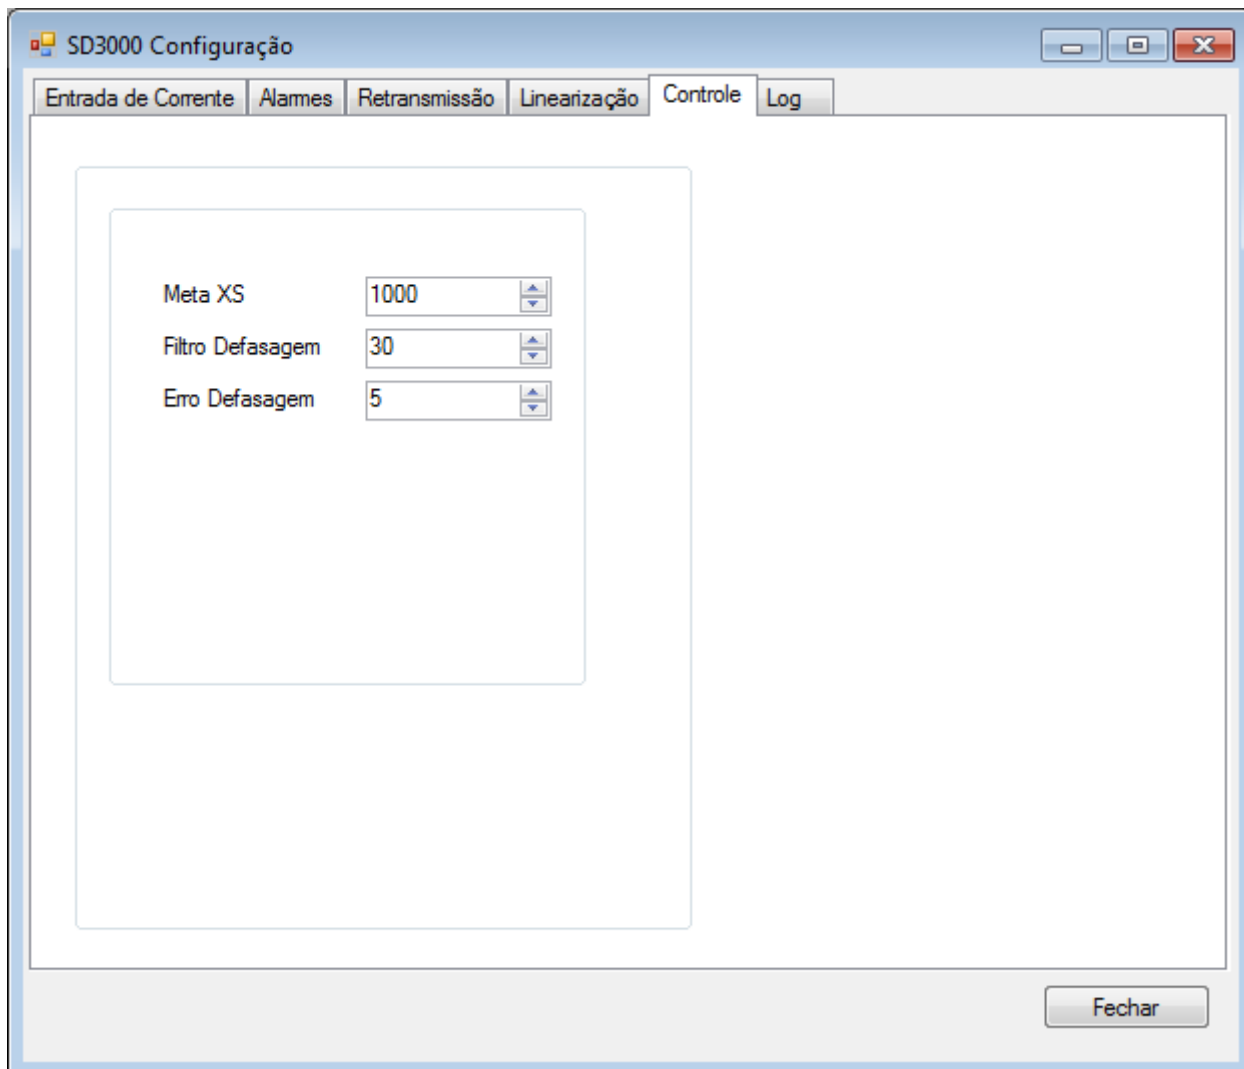 SD3000 Configuração
Entrada de Corrente Alarmes Retransmissão Linearização Controle Log
Meta XS 1000
Filtro Defasagem 30
Erro Defasagem 5
Fechar